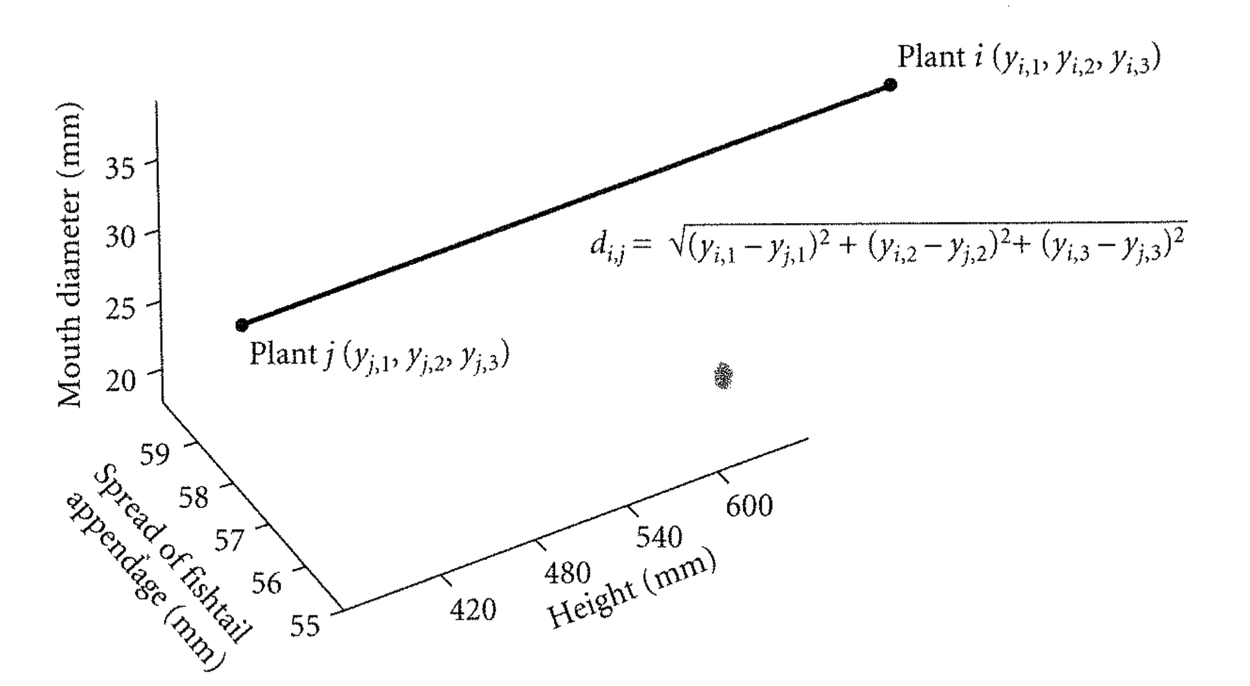 Plant i (y_{i,1}, y_{i,2}, y_{i,3})
Mouth diameter (mm)
35
30
25
20
d_{i,j} = √(y_{i,1} − y_{j,1})² + (y_{i,2} − y_{j,2})² + (y_{i,3} − y_{j,3})²
Plant j (y_{j,1}, y_{j,2}, y_{j,3})
59
58
57
56
55
Spread of fishtail
appendage (mm)
420
480
540
600
Height (mm)